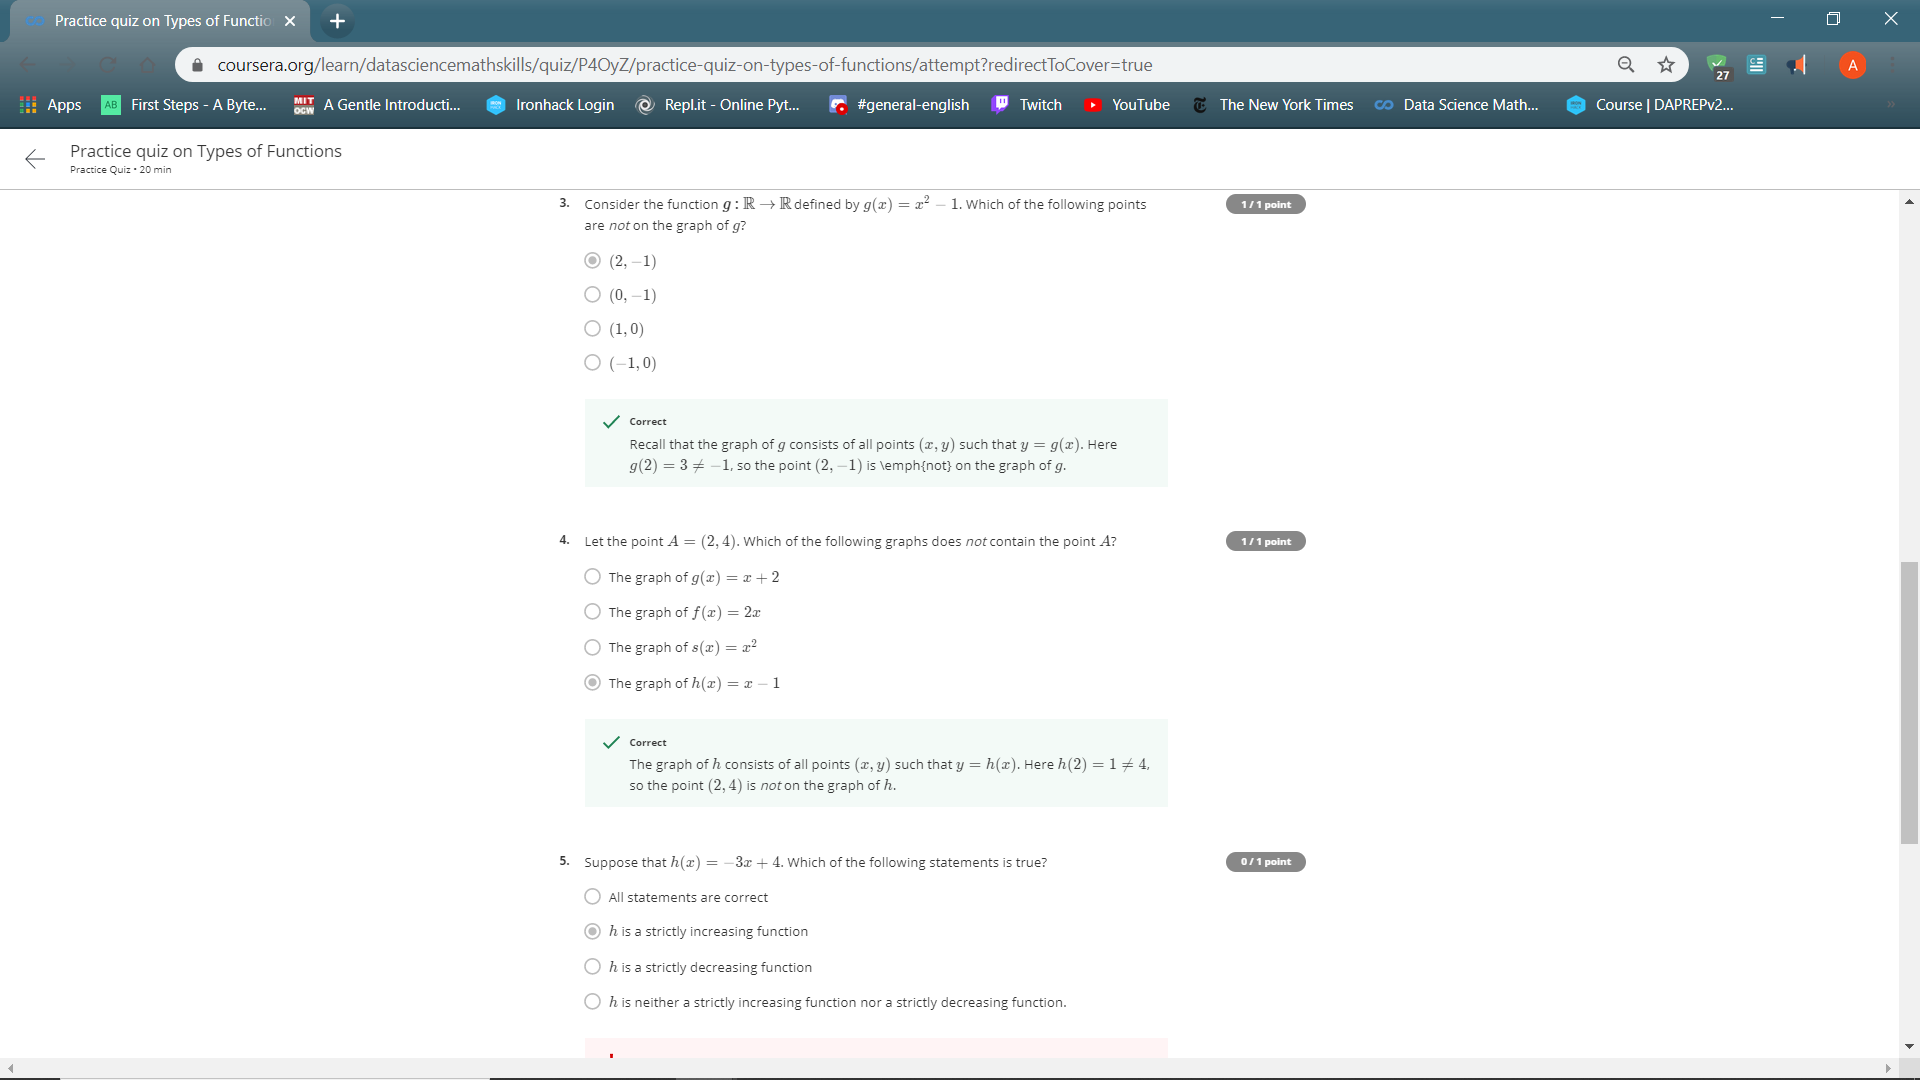 Practice quiz on Types of Functio
coursera.org/learn/datasciencemathskills/quiz/P4OyZ/practice-quiz-on-types-of-functions/attempt?redirectToCover=true
27
A
Apps AB First Steps - A Byte... MIT OCW A Gentle Introducti... Ironhack Login Repl.it - Online Pyt... #general-english Twitch YouTube The New York Times Data Science Math... Course | DAPREPv2... »
Practice quiz on Types of Functions
Practice Quiz • 20 min
3. Consider the function g : ℝ → ℝ defined by g(x) = x² − 1. Which of the following points 1 / 1 point
are not on the graph of g?
(2, −1)
(0, −1)
(1, 0)
(−1, 0)
Correct
Recall that the graph of g consists of all points (x, y) such that y = g(x). Here
g(2) = 3 ≠ −1, so the point (2, −1) is \emph{not} on the graph of g.
4. Let the point A = (2, 4). Which of the following graphs does not contain the point A? 1 / 1 point
The graph of g(x) = x + 2
The graph of f(x) = 2x
The graph of s(x) = x²
The graph of h(x) = x − 1
Correct
The graph of h consists of all points (x, y) such that y = h(x). Here h(2) = 1 ≠ 4,
so the point (2, 4) is not on the graph of h.
5. Suppose that h(x) = −3x + 4. Which of the following statements is true? 0 / 1 point
All statements are correct
h is a strictly increasing function
h is a strictly decreasing function
h is neither a strictly increasing function nor a strictly decreasing function.